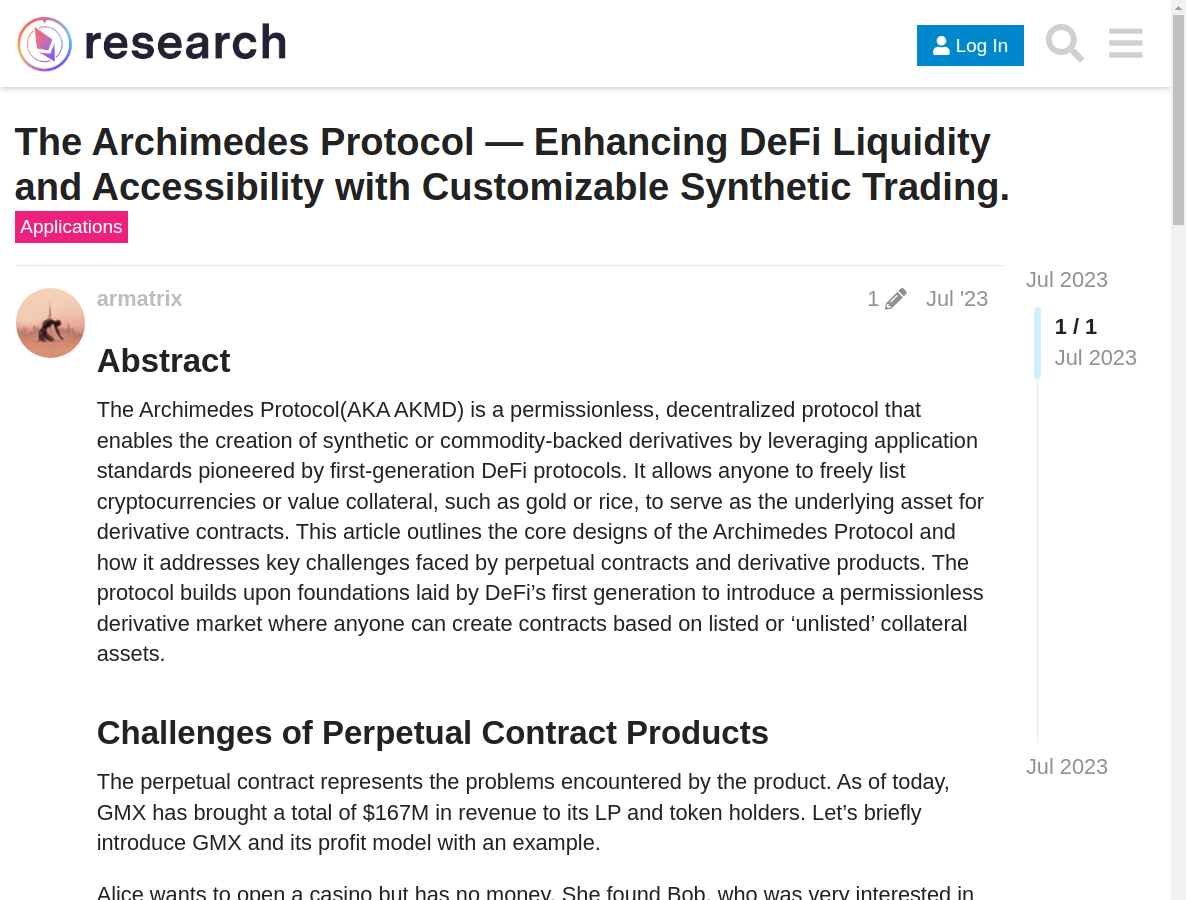 research
Log In
The Archimedes Protocol — Enhancing DeFi Liquidity
and Accessibility with Customizable Synthetic Trading.
Applications
armatrix
1
Jul '23
Jul 2023
1 / 1
Jul 2023
Abstract
The Archimedes Protocol(AKA AKMD) is a permissionless, decentralized protocol that
enables the creation of synthetic or commodity-backed derivatives by leveraging application
standards pioneered by first-generation DeFi protocols. It allows anyone to freely list
cryptocurrencies or value collateral, such as gold or rice, to serve as the underlying asset for
derivative contracts. This article outlines the core designs of the Archimedes Protocol and
how it addresses key challenges faced by perpetual contracts and derivative products. The
protocol builds upon foundations laid by DeFi’s first generation to introduce a permissionless
derivative market where anyone can create contracts based on listed or ‘unlisted’ collateral
assets.
Challenges of Perpetual Contract Products
The perpetual contract represents the problems encountered by the product. As of today,
GMX has brought a total of $167M in revenue to its LP and token holders. Let’s briefly
introduce GMX and its profit model with an example.
Jul 2023
Alice wants to open a casino but has no money. She found Bob, who was very interested in